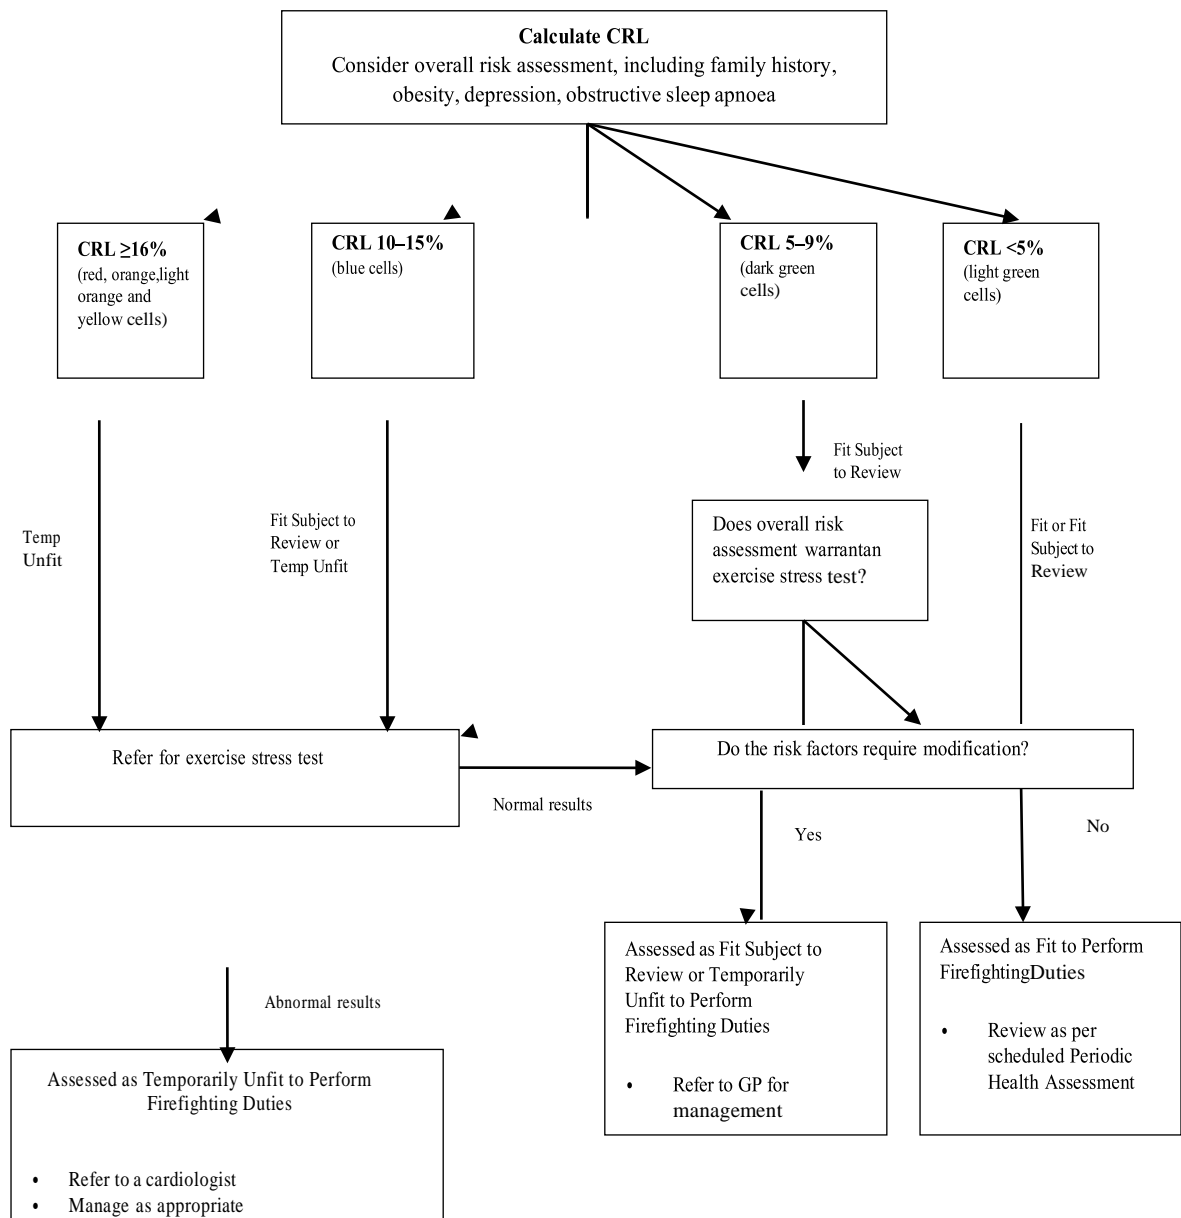 Calculate CRL
Consider overall risk assessment, including family history,
obesity, depression, obstructive sleep apnoea
CRL ≥16%
(red, orange,light
orange and
yellow cells)
CRL 10–15%
(blue cells)
CRL 5–9%
(dark green
cells)
CRL <5%
(light green
cells)
Temp
Unfit
Fit Subject to
Review or
Temp Unfit
Fit Subject
to Review
Does overall risk
assessment warrantan
exercise stress test?
Fit or Fit
Subject to
Review
Refer for exercise stress test
Normal results
Do the risk factors require modification?
Yes
No
Abnormal results
Assessed as Temporarily Unfit to Perform
Firefighting Duties
• Refer to a cardiologist
• Manage as appropriate
Assessed as Fit Subject to
Review or Temporarily
Unfit to Perform
Firefighting Duties
• Refer to GP for
management
Assessed as Fit to Perform
FirefightingDuties
• Review as per
scheduled Periodic
Health Assessment